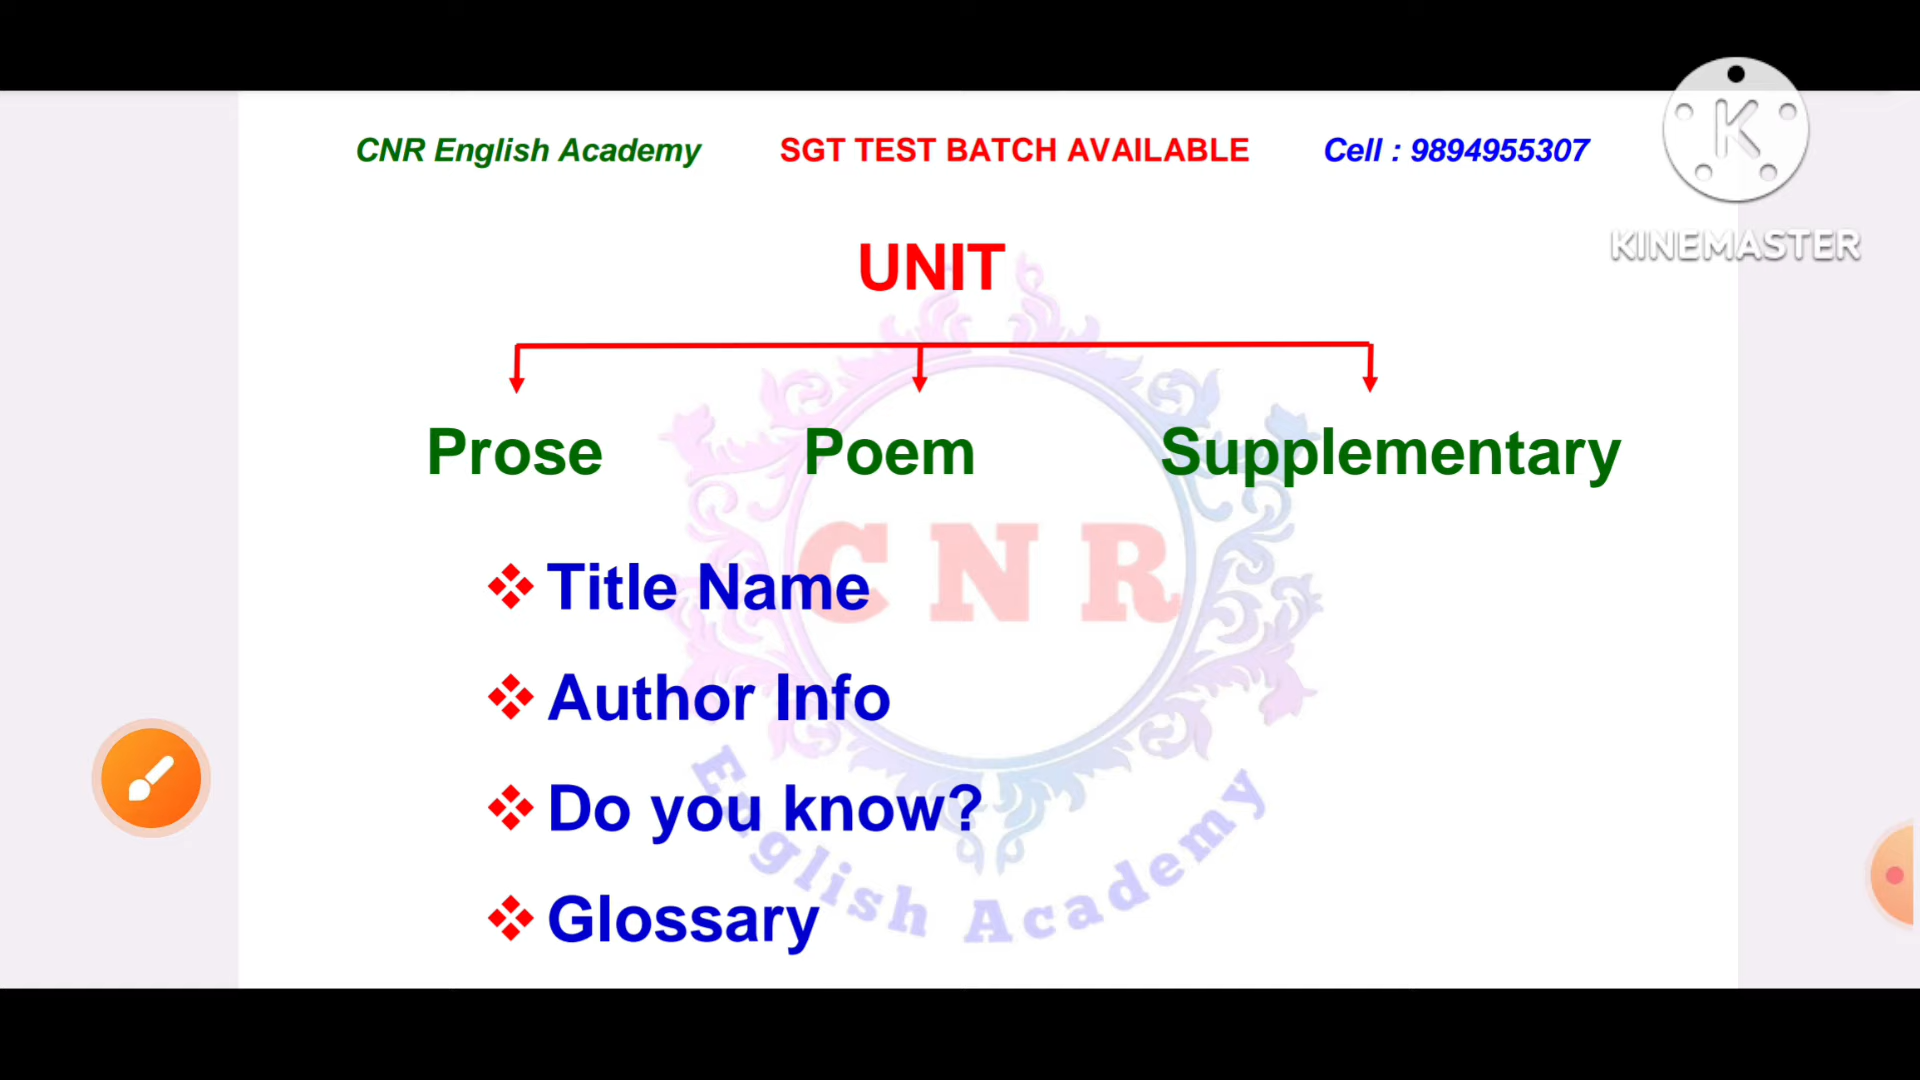 CNR English Academy SGT TEST BATCH AVAILABLE Cell : 9894955307
K
KINEMASTER
UNIT
Prose Poem Supplementary
CNR
❖ Title Name
❖ Author Info
❖ Do you know?
❖ Glossary
English Academy